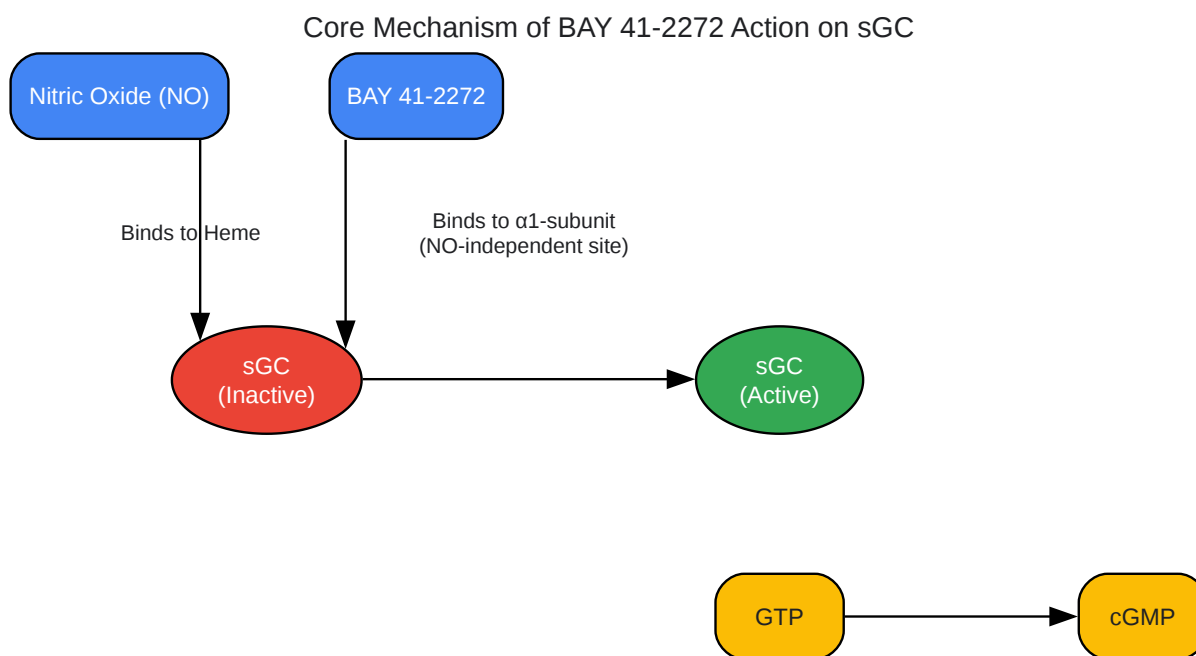 Core Mechanism of BAY 41-2272 Action on sGC
Nitric Oxide (NO)
BAY 41-2272
Binds to Heme
Binds to α1-subunit
(NO-independent site)
sGC
(Inactive)
sGC
(Active)
GTP
cGMP